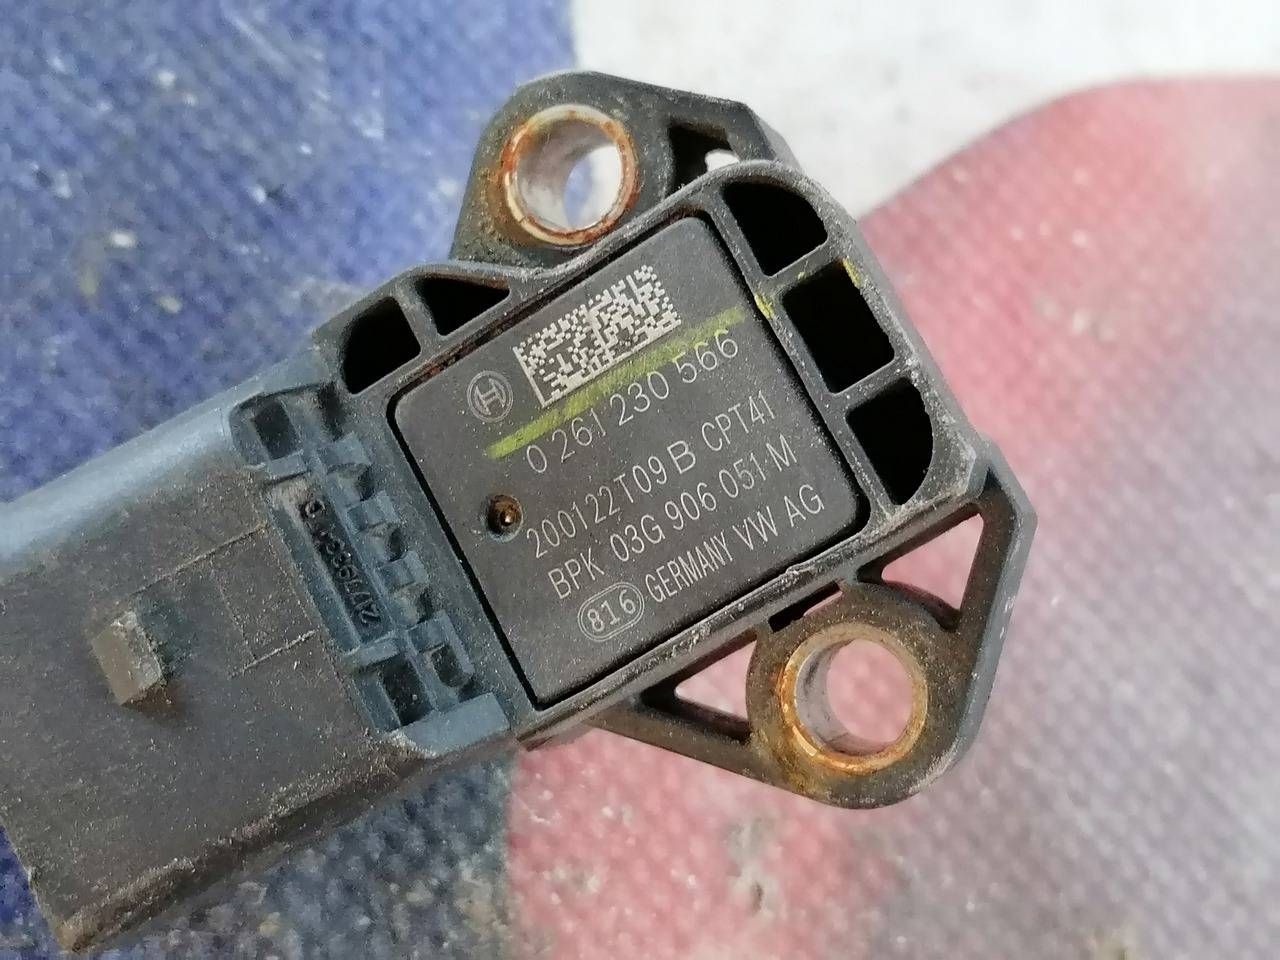 0 261 230 566
200122T09 B CPT41
BPK 03G 906 051 M
816 GERMANY VW AG